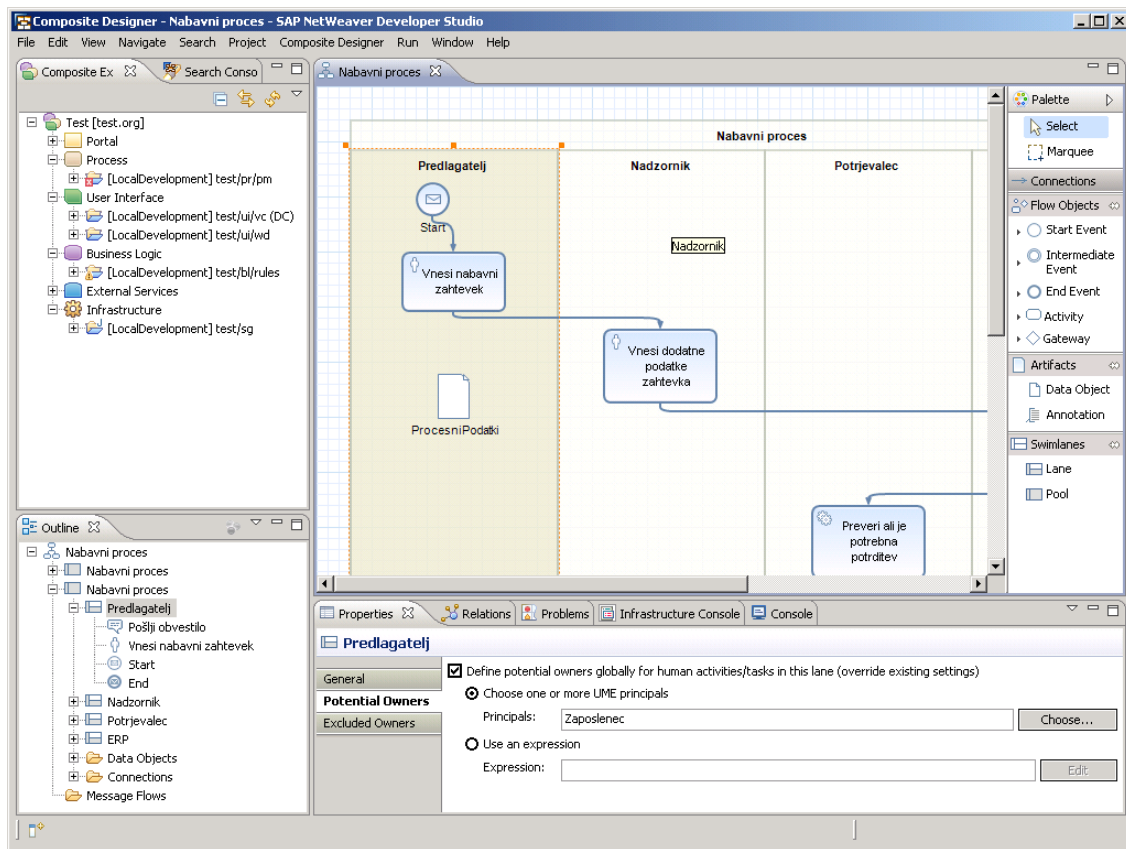 Composite Designer - Nabavni proces - SAP NetWeaver Developer Studio
File Edit View Navigate Search Project Composite Designer Run Window Help
Composite Ex
Search Conso
Test [test.org]
Portal
Process
[LocalDevelopment] test/pr/pm
User Interface
[LocalDevelopment] test/ui/vc (DC)
[LocalDevelopment] test/ui/wd
Business Logic
[LocalDevelopment] test/bl/rules
External Services
Infrastructure
[LocalDevelopment] test/sg
Nabavni proces
Nabavni proces
Predlagatelj
Nadzornik
Potrjevalec
Start
Nadzornik
Vnesi nabavni
zahtevek
Vnesi dodatne
podatke
zahtevka
ProcesniPodatki
Preveri ali je
potrebna
potrditev
Palette
Select
Marquee
Connections
Flow Objects
Start Event
Intermediate
Event
End Event
Activity
Gateway
Artifacts
Data Object
Annotation
Swimlanes
Lane
Pool
Outline
Nabavni proces
Nabavni proces
Nabavni proces
Predlagatelj
Pošlji obvestilo
Vnesi nabavni zahtevek
Start
End
Nadzornik
Potrjevalec
ERP
Data Objects
Connections
Message Flows
Properties
Relations
Problems
Infrastructure Console
Console
Predlagatelj
General
Potential Owners
Excluded Owners
Define potential owners globally for human activities/tasks in this lane (override existing settings)
Choose one or more UME principals
Principals: Zaposlenec Choose...
Use an expression
Expression: Edit